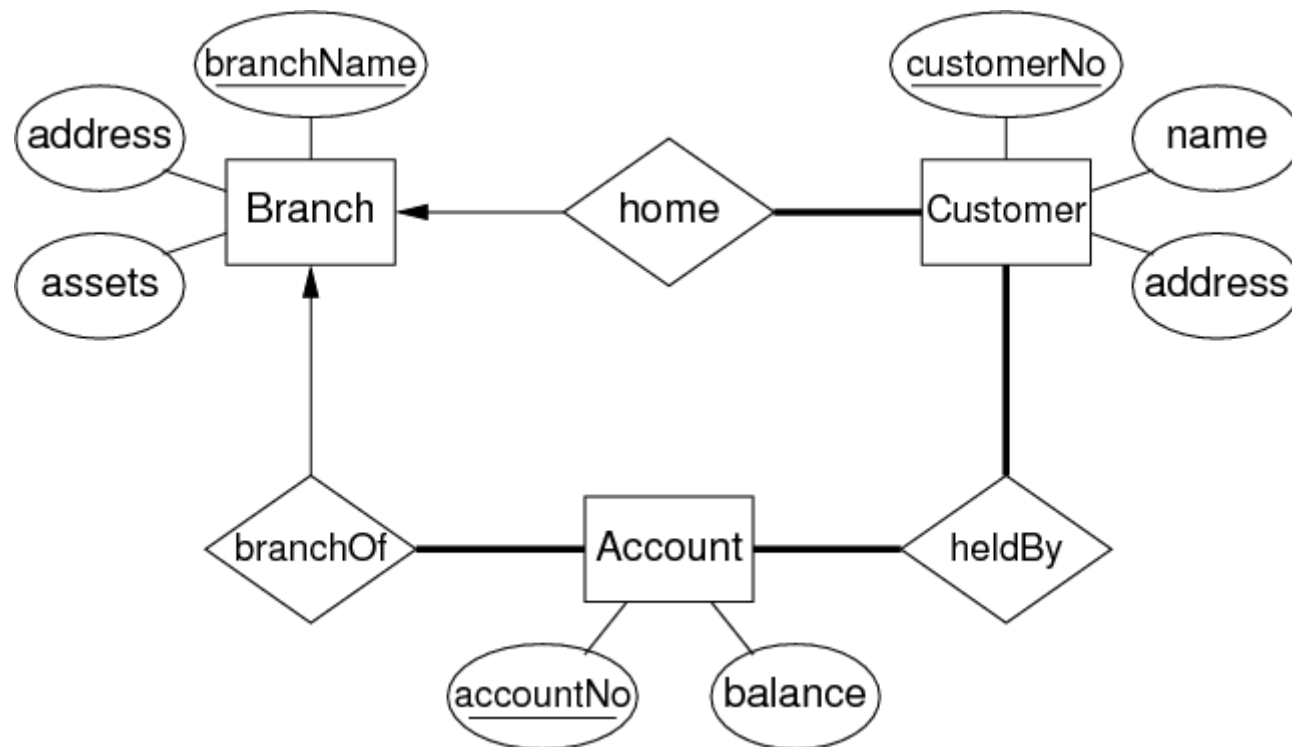 branchName
customerNo
address
name
Branch
home
Customer
assets
address
branchOf
Account
heldBy
accountNo
balance